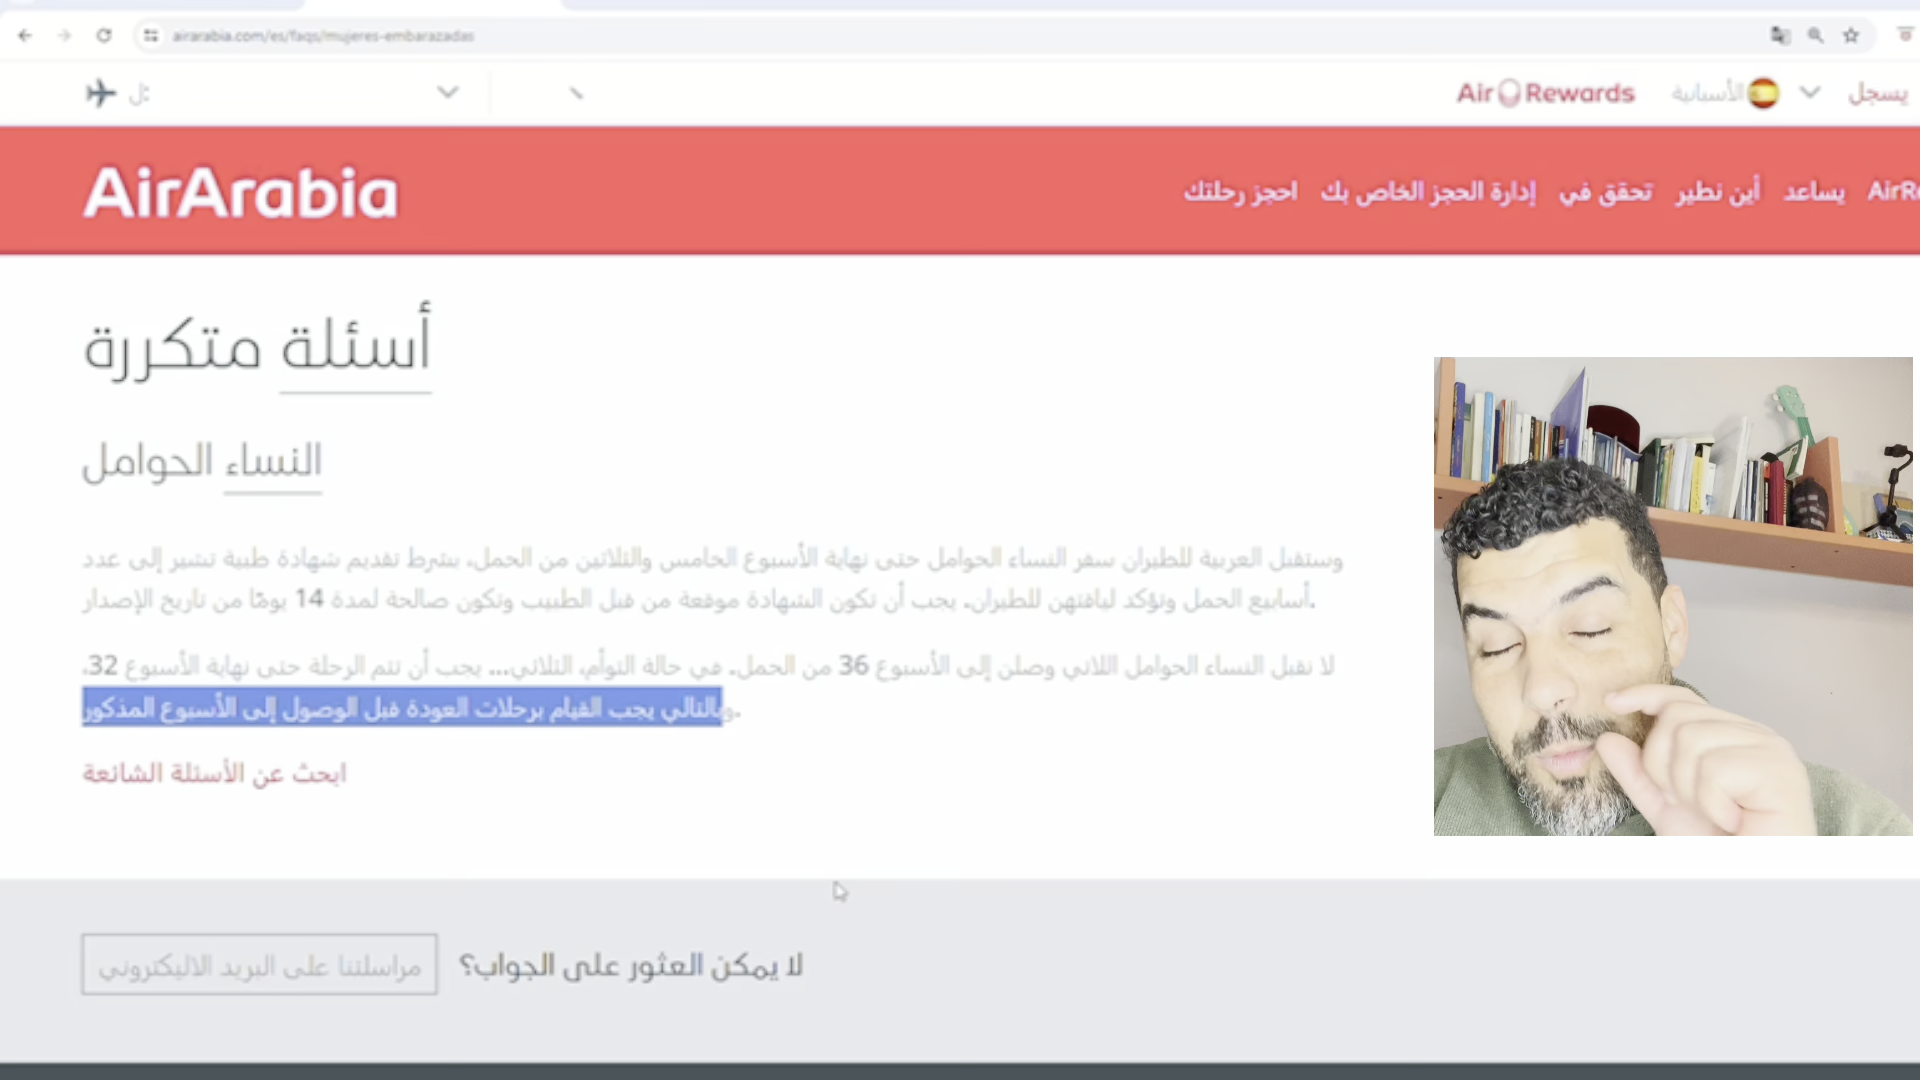 airarabia.com/es/faqs/mujeres-embarazadas
Air Rewards
الأسبانية
يسجل
AirArabia
احجز رحلتك
إدارة الحجز الخاص بك
تحقق في
أين نطير
يساعد
AirRe
أسئلة متكررة
النساء الحوامل
وستقبل العربية للطيران سفر النساء الحوامل حتى نهاية الأسبوع الخامس والثلاثين من الحمل، بشرط تقديم شهادة طبية تشير إلى عدد
أسابيع الحمل وتؤكد لياقتهن للطيران. يجب أن تكون الشهادة موقعة من قبل الطبيب وتكون صالحة لمدة 14 يومًا من تاريخ الإصدار.
لا نقبل النساء الحوامل اللاتي وصلن إلى الأسبوع 36 من الحمل. في حالة التوأم، الثلاثي... يجب أن تتم الرحلة حتى نهاية الأسبوع 32.
وبالتالي يجب القيام برحلات العودة قبل الوصول إلى الأسبوع المذكور.
ابحث عن الأسئلة الشائعة
لا يمكن العثور على الجواب؟
مراسلتنا على البريد الاليكتروني